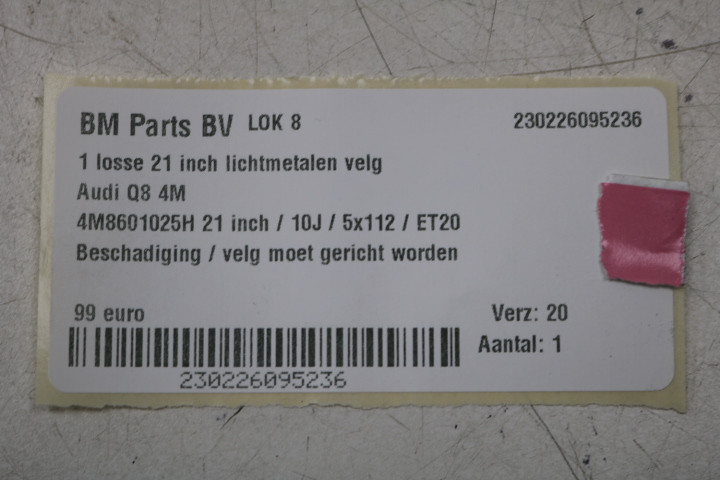 BM Parts BV LOK 8 230226095236
1 losse 21 inch lichtmetalen velg
Audi Q8 4M
4M8601025H 21 inch / 10J / 5x112 / ET20
Beschadiging / velg moet gericht worden
99 euro Verz: 20
Aantal: 1
230226095236